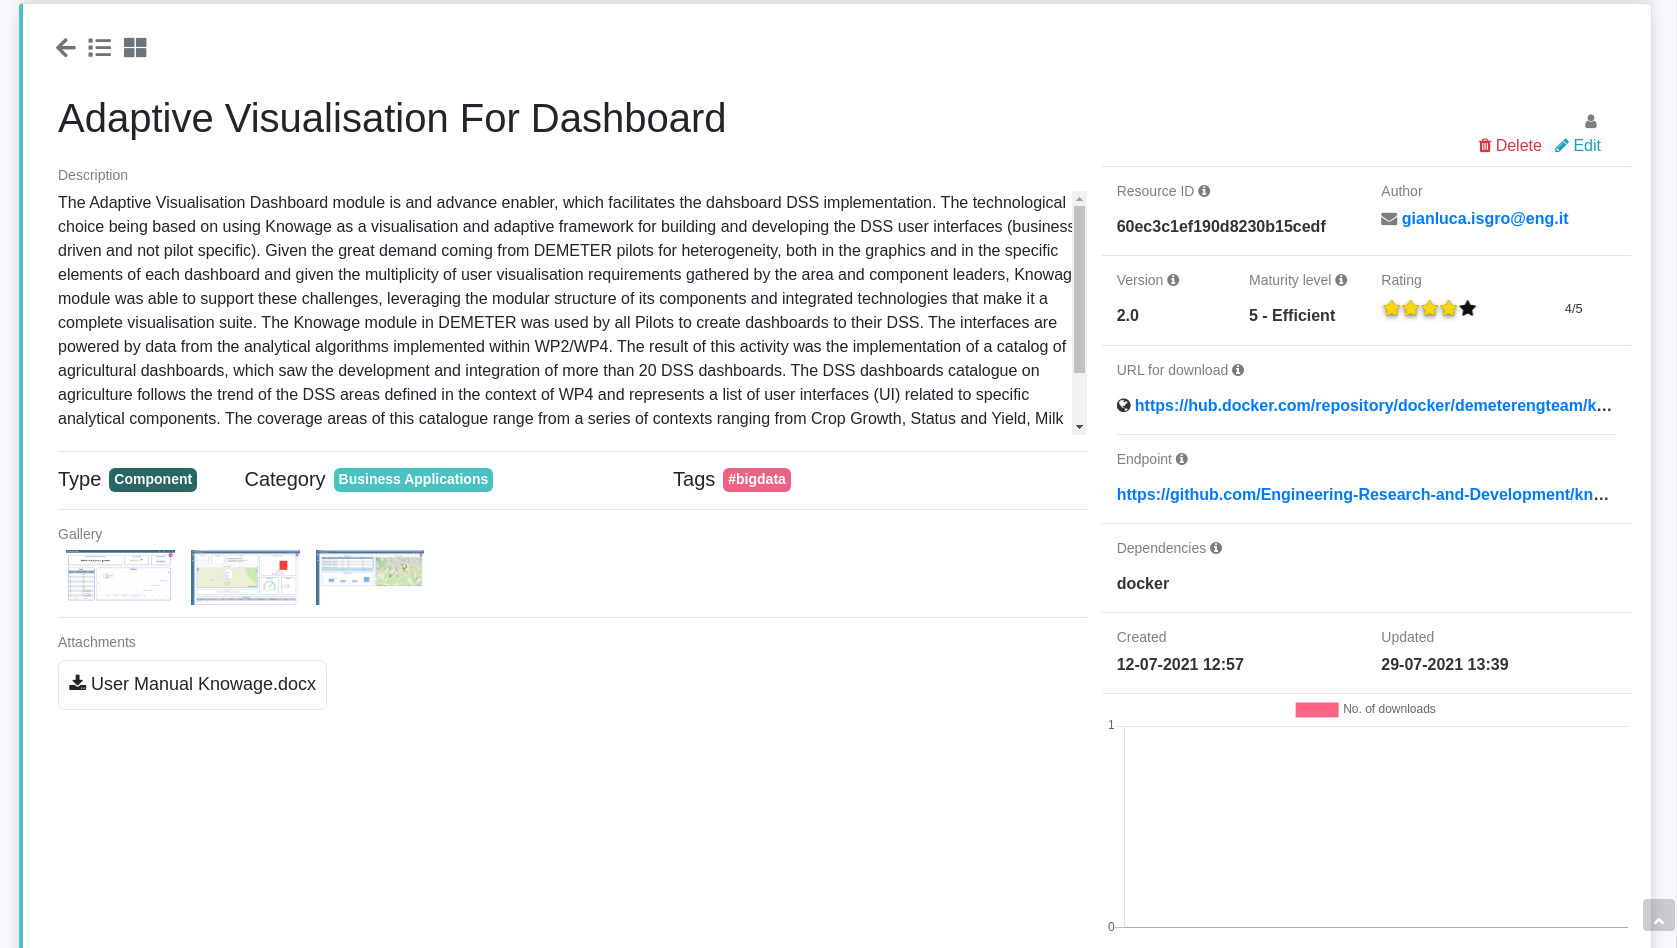 Adaptive Visualisation For Dashboard
Delete Edit
Description
The Adaptive Visualisation Dashboard module is and advance enabler, which facilitates the dahsboard DSS implementation. The technological
choice being based on using Knowage as a visualisation and adaptive framework for building and developing the DSS user interfaces (business
driven and not pilot specific). Given the great demand coming from DEMETER pilots for heterogeneity, both in the graphics and in the specific
elements of each dashboard and given the multiplicity of user visualisation requirements gathered by the area and component leaders, Knowag
module was able to support these challenges, leveraging the modular structure of its components and integrated technologies that make it a
complete visualisation suite. The Knowage module in DEMETER was used by all Pilots to create dashboards to their DSS. The interfaces are
powered by data from the analytical algorithms implemented within WP2/WP4. The result of this activity was the implementation of a catalog of
agricultural dashboards, which saw the development and integration of more than 20 DSS dashboards. The DSS dashboards catalogue on
agriculture follows the trend of the DSS areas defined in the context of WP4 and represents a list of user interfaces (UI) related to specific
analytical components. The coverage areas of this catalogue range from a series of contexts ranging from Crop Growth, Status and Yield, Milk
Type Component Category Business Applications Tags #bigdata
Gallery
Attachments
User Manual Knowage.docx
Resource ID Author
60ec3c1ef190d8230b15cedf gianluca.isgro@eng.it
Version Maturity level Rating
2.0 5 - Efficient 4/5
URL for download
https://hub.docker.com/repository/docker/demeterengteam/k...
Endpoint
https://github.com/Engineering-Research-and-Development/kn...
Dependencies
docker
Created Updated
12-07-2021 12:57 29-07-2021 13:39
No. of downloads
1
0